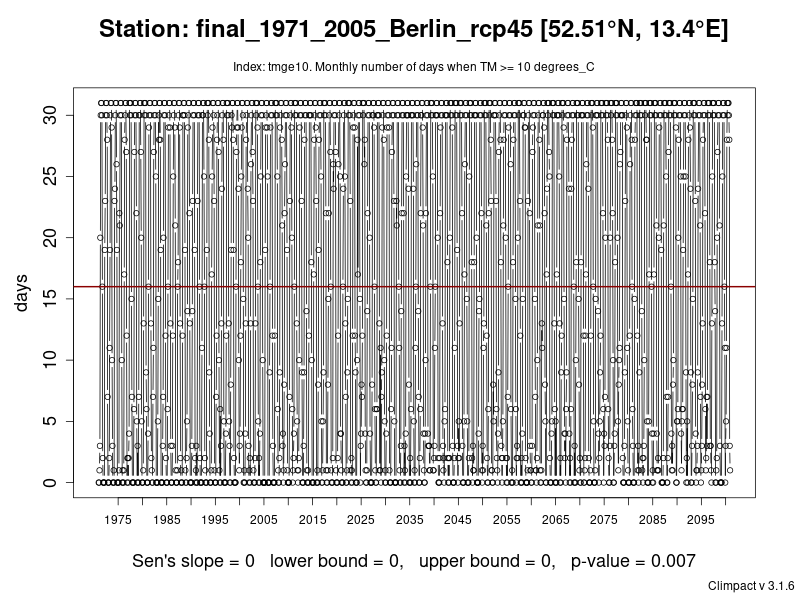 Station: final_1971_2005_Berlin_rcp45 [52.51°N, 13.4°E]
Index: tmge10. Monthly number of days when TM >= 10 degrees_C
30
25
20
15
10
5
0
days
1975 1985 1995 2005 2015 2025 2035 2045 2055 2065 2075 2085 2095
Sen's slope = 0 lower bound = 0, upper bound = 0, p-value = 0.007
Climpact v 3.1.6